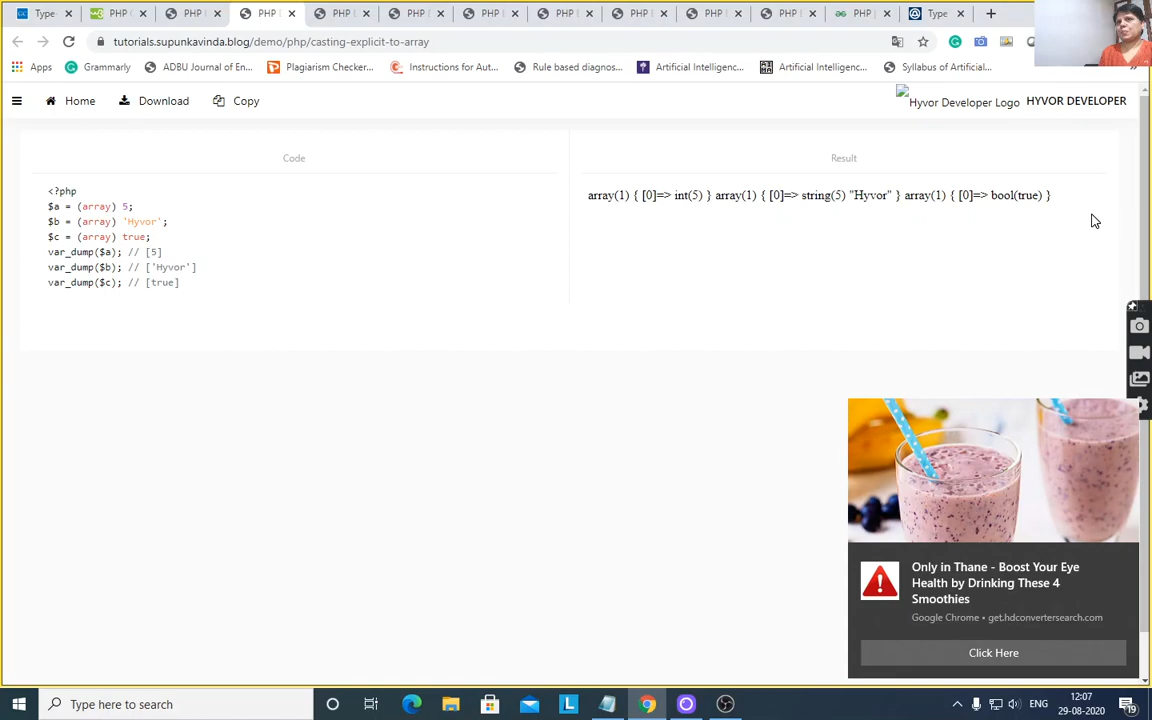 Type
PHP
PHP
PHP E
PHP E
PHP E
PHP E
PHP E
PHP E
PHP E
PHP E
PHP
Type
tutorials.supunkavinda.blog/demo/php/casting-explicit-to-array
Apps
Grammarly
ADBU Journal of En...
Plagiarism Checker...
Instructions for Aut...
Rule based diagnos...
Artificial Intelligenc...
Artificial Intelligenc...
Syllabus of Artificial...
Home
Download
Copy
Hyvor Developer Logo
HYVOR DEVELOPER
Code
Result
<?php
$a = (array) 5;
$b = (array) 'Hyvor';
$c = (array) true;
var_dump($a); // [5]
var_dump($b); // ['Hyvor']
var_dump($c); // [true]
array(1) { [0]=> int(5) } array(1) { [0]=> string(5) "Hyvor" } array(1) { [0]=> bool(true) }
Only in Thane - Boost Your Eye
Health by Drinking These 4
Smoothies
Google Chrome • get.hdconvertersearch.com
Click Here
Type here to search
ENG
12:07
29-08-2020
19